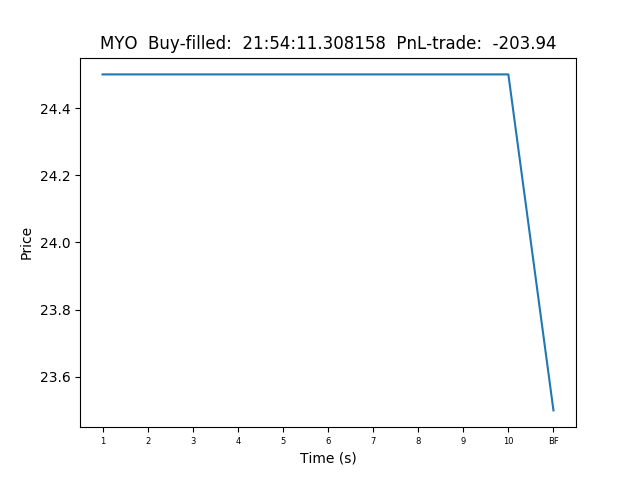 MYO  Buy-filled:  21:54:11.308158  PnL-trade:  -203.94
24.4
24.2
24.0
23.8
23.6
Price
1 2 3 4 5 6 7 8 9 10 BF
Time (s)